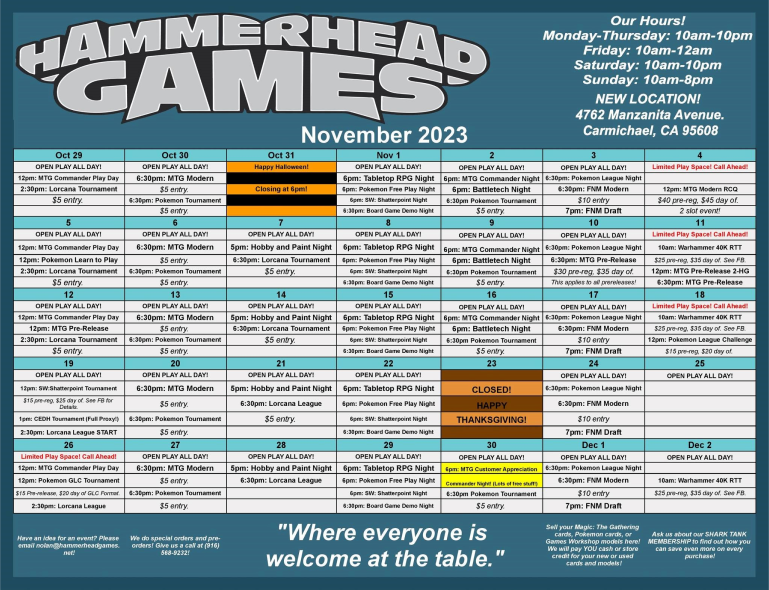 HAMMERHEAD
GAMES
Our Hours!
Monday-Thursday: 10am-10pm
Friday: 10am-12am
Saturday: 10am-10pm
Sunday: 10am-8pm
NEW LOCATION!
4762 Manzanita Avenue.
Carmichael, CA 95608
November 2023
Oct 29 Oct 30 Oct 31 Nov 1 2 3 4
OPEN PLAY ALL DAY! OPEN PLAY ALL DAY! Happy Halloween! OPEN PLAY ALL DAY! OPEN PLAY ALL DAY! OPEN PLAY ALL DAY! Limited Play Space! Call Ahead!
12pm: MTG Commander Play Day 6:30pm: MTG Modern 6pm: Tabletop RPG Night 6pm: MTG Commander Night 6:30pm: Pokemon League Night
2:30pm: Lorcana Tournament $5 entry. Closing at 6pm! 6pm: Pokemon Free Play Night 6pm: Battletech Night 6:30pm: FNM Modern 12pm: MTG Modern RCQ
$5 entry. 6:30pm: Pokemon Tournament 6pm: SW: Shatterpoint Night 6:30pm Pokemon Tournament $10 entry $40 pre-reg, $45 day of.
$5 entry. 6:30pm: Board Game Demo Night $5 entry. 7pm: FNM Draft 2 slot event!
5 6 7 8 9 10 11
OPEN PLAY ALL DAY! OPEN PLAY ALL DAY! OPEN PLAY ALL DAY! OPEN PLAY ALL DAY! OPEN PLAY ALL DAY! OPEN PLAY ALL DAY! Limited Play Space! Call Ahead!
12pm: MTG Commander Play Day 6:30pm: MTG Modern 5pm: Hobby and Paint Night 6pm: Tabletop RPG Night 6pm: MTG Commander Night 6:30pm: Pokemon League Night 10am: Warhammer 40K RTT
12pm: Pokemon Learn to Play $5 entry. 6:30pm: Lorcana Tournament 6pm: Pokemon Free Play Night 6pm: Battletech Night 6:30pm: MTG Pre-Release $25 pre-reg, $35 day of. See FB.
2:30pm: Lorcana Tournament 6:30pm: Pokemon Tournament $5 entry. 6pm: SW: Shatterpoint Night 6:30pm Pokemon Tournament $30 pre-reg, $35 day of. 12pm: MTG Pre-Release 2-HG
$5 entry. $5 entry. 6:30pm: Board Game Demo Night $5 entry. This applies to all prereleases! 6:30pm: MTG Pre-Release
12 13 14 15 16 17 18
OPEN PLAY ALL DAY! OPEN PLAY ALL DAY! OPEN PLAY ALL DAY! OPEN PLAY ALL DAY! OPEN PLAY ALL DAY! OPEN PLAY ALL DAY! Limited Play Space! Call Ahead!
12pm: MTG Commander Play Day 6:30pm: MTG Modern 5pm: Hobby and Paint Night 6pm: Tabletop RPG Night 6pm: MTG Commander Night 6:30pm: Pokemon League Night 10am: Warhammer 40K RTT
12pm: MTG Pre-Release $5 entry. 6:30pm: Lorcana Tournament 6pm: Pokemon Free Play Night 6pm: Battletech Night 6:30pm: FNM Modern $25 pre-reg, $35 day of. See FB.
2:30pm: Lorcana Tournament 6:30pm: Pokemon Tournament $5 entry. 6pm: SW: Shatterpoint Night 6:30pm Pokemon Tournament $10 entry 12pm: Pokemon League Challenge
$5 entry. $5 entry. 6:30pm: Board Game Demo Night $5 entry. 7pm: FNM Draft $15 pre-reg, $20 day of.
19 20 21 22 23 24 25
OPEN PLAY ALL DAY! OPEN PLAY ALL DAY! OPEN PLAY ALL DAY! OPEN PLAY ALL DAY! OPEN PLAY ALL DAY! OPEN PLAY ALL DAY!
12pm: SW:Shatterpoint Tournament 6:30pm: MTG Modern 5pm: Hobby and Paint Night 6pm: Tabletop RPG Night CLOSED! 6:30pm: Pokemon League Night
$15 pre-reg, $25 day of. See FB for
Details. $5 entry. 6:30pm: Lorcana League 6pm: Pokemon Free Play Night HAPPY 6:30pm: FNM Modern
1pm: CEDH Tournament (Full Proxy!) 6:30pm: Pokemon Tournament $5 entry. 6pm: SW: Shatterpoint Night THANKSGIVING! $10 entry
2:30pm: Lorcana League START $5 entry. 6:30pm: Board Game Demo Night 7pm: FNM Draft
26 27 28 29 30 Dec 1 Dec 2
Limited Play Space! Call Ahead! OPEN PLAY ALL DAY! OPEN PLAY ALL DAY! OPEN PLAY ALL DAY! OPEN PLAY ALL DAY! OPEN PLAY ALL DAY! OPEN PLAY ALL DAY!
12pm: MTG Commander Play Day 6:30pm: MTG Modern 5pm: Hobby and Paint Night 6pm: Tabletop RPG Night 6pm: MTG Customer Appreciation 6:30pm: Pokemon League Night
12pm: Pokemon GLC Tournament $5 entry. 6:30pm: Lorcana League 6pm: Pokemon Free Play Night Commander Night (Lots of free stuff!) 6:30pm: FNM Modern 10am: Warhammer 40K RTT
$15 Pre-release, $20 day of GLC Format. 6:30pm: Pokemon Tournament 6pm: SW: Shatterpoint Night 6:30pm Pokemon Tournament $10 entry $25 pre-reg, $35 day of. See FB.
2:30pm: Lorcana League $5 entry. 6:30pm: Board Game Demo Night $5 entry. 7pm: FNM Draft
Have an idea for an event? Please
email nolan@hammerheadgames.
net!
We do special orders and pre-
orders! Give us a call at (916)
568-9232!
"Where everyone is
welcome at the table."
Sell your Magic: The Gathering
cards, Pokemon cards, or
Games Workshop models here!
We will pay YOU cash or store
credit for your new or used
cards and models!
Ask us about our SHARK TANK
MEMBERSHIP to find out how you
can save even more on every
purchase!